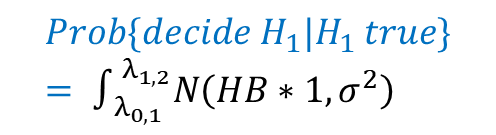 Prob{decide H₁|H₁ true}
= ∫_{λ₀,₁}^{λ₁,₂} N(HB * 1, σ²)